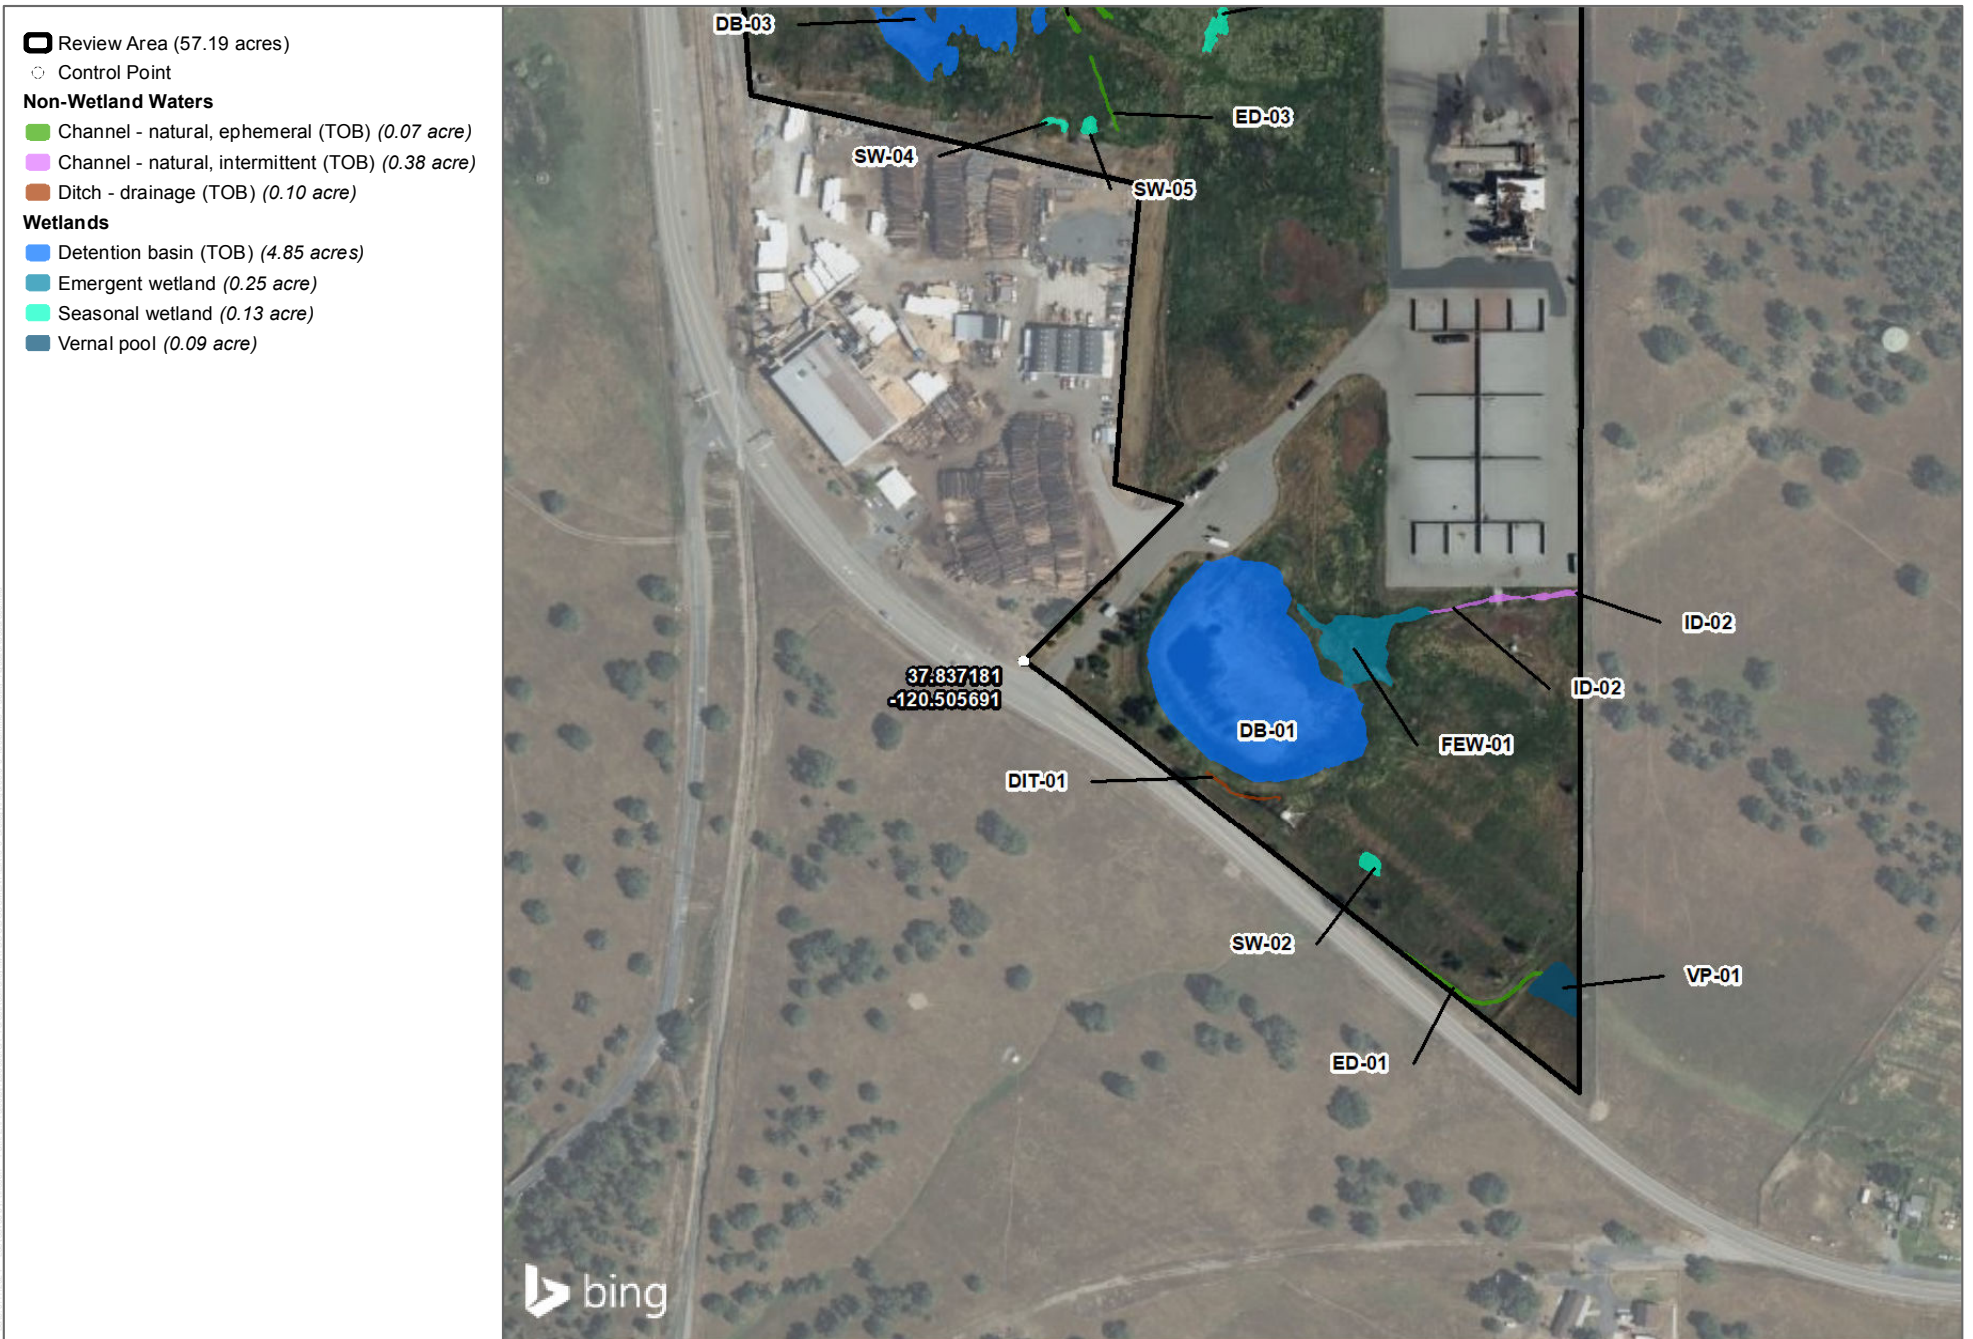 Review Area (57.19 acres)
Control Point
Non-Wetland Waters
Channel - natural, ephemeral (TOB) (0.07 acre)
Channel - natural, intermittent (TOB) (0.38 acre)
Ditch - drainage (TOB) (0.10 acre)
Wetlands
Detention basin (TOB) (4.85 acres)
Emergent wetland (0.25 acre)
Seasonal wetland (0.13 acre)
Vernal pool (0.09 acre)
DB-03
ED-03
SW-04
SW-05
ID-02
37.837181
-120.505691
ID-02
DB-01
FEW-01
DIT-01
SW-02
VP-01
ED-01
bing